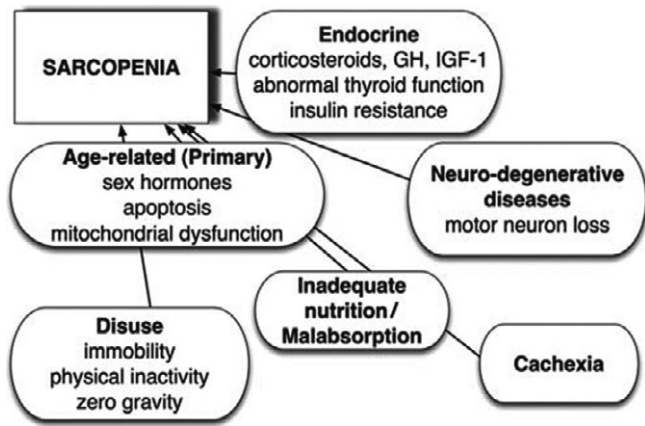 SARCOPENIA
Endocrine
corticosteroids, GH, IGF-1
abnormal thyroid function
insulin resistance
Age-related (Primary)
sex hormones
apoptosis
mitochondrial dysfunction
Neuro-degenerative
diseases
motor neuron loss
Inadequate
nutrition/
Malabsorption
Disuse
immobility
physical inactivity
zero gravity
Cachexia